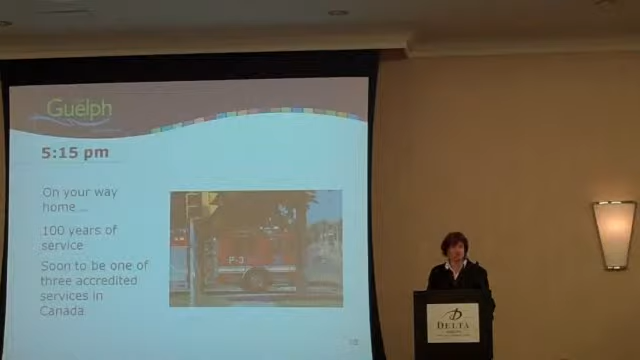 Guelph
5:15 pm
On your way
home...
100 years of
service
Soon to be one of
three accredited
services in
Canada
P-3
DELTA